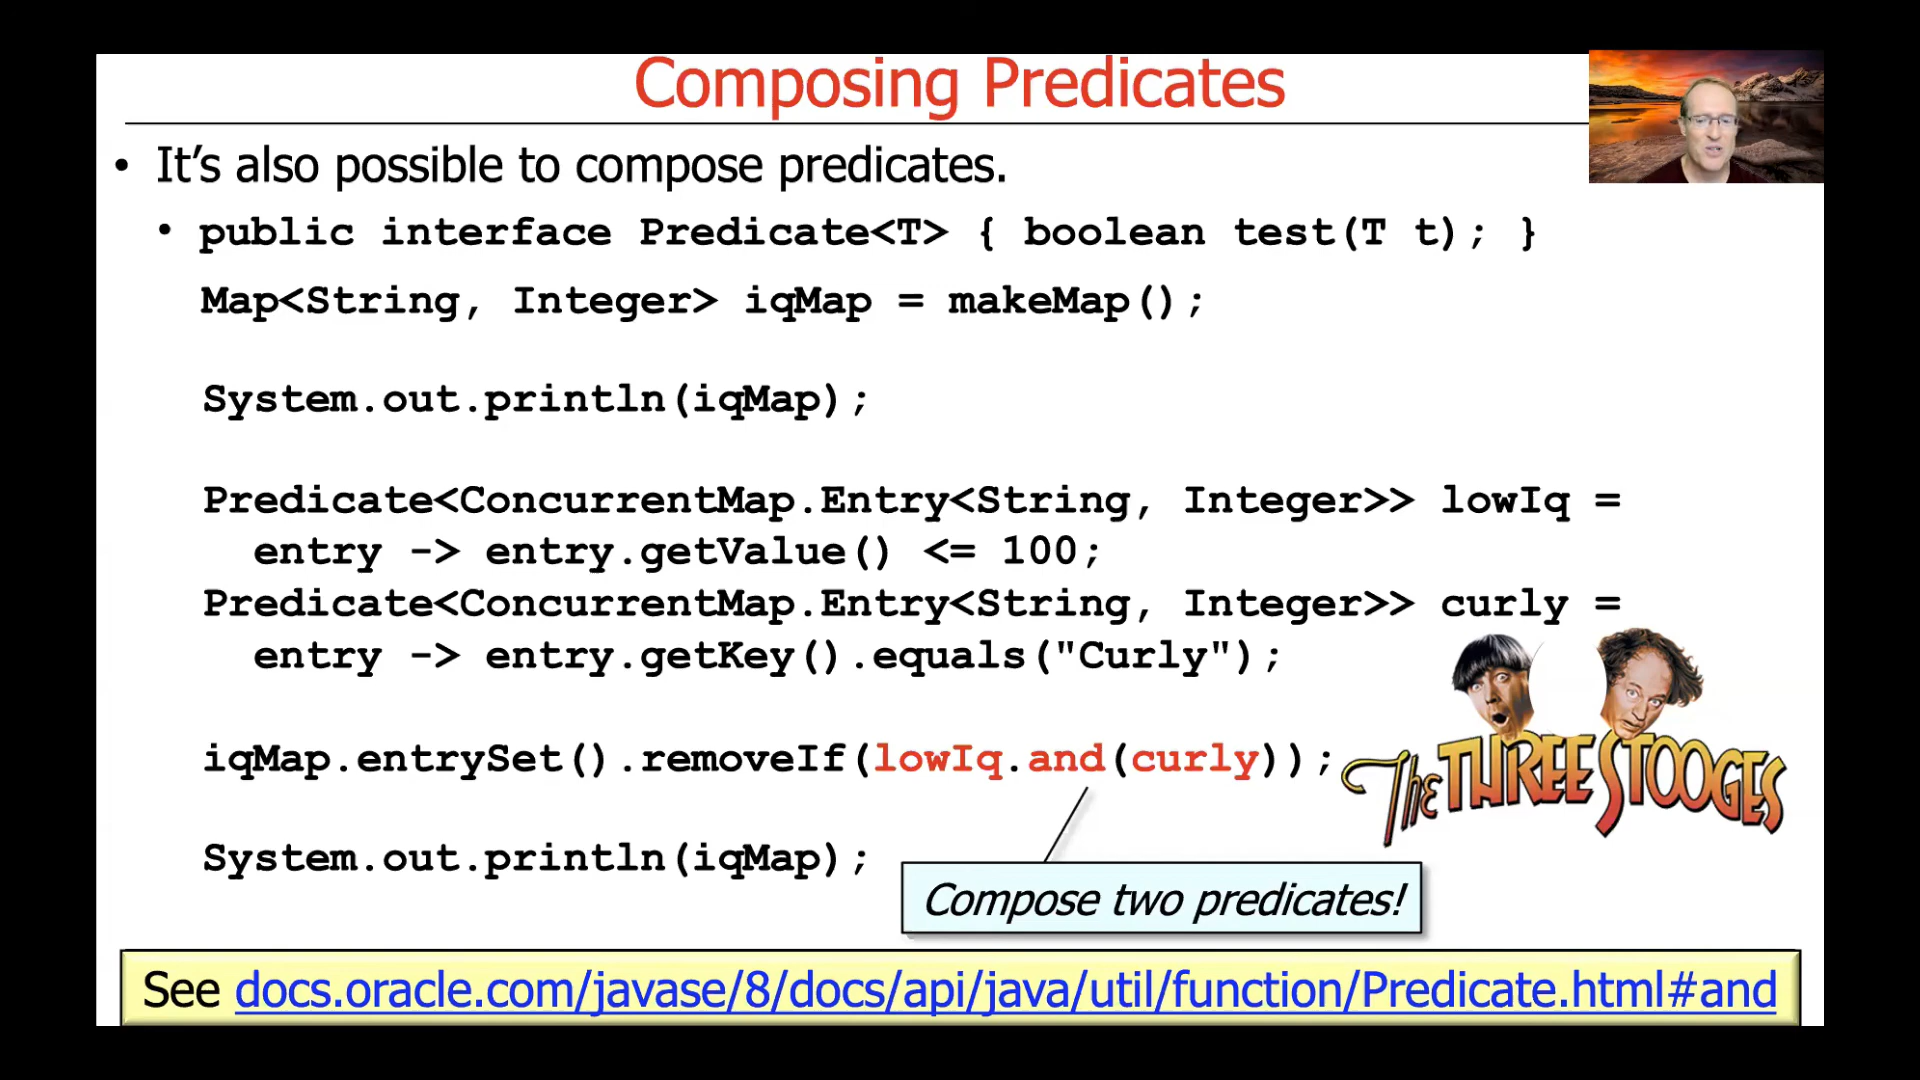 Composing Predicates
• It’s also possible to compose predicates.
• public interface Predicate<T> { boolean test(T t); }
Map<String, Integer> iqMap = makeMap();
System.out.println(iqMap);
Predicate<ConcurrentMap.Entry<String, Integer>> lowIq =
entry -> entry.getValue() <= 100;
Predicate<ConcurrentMap.Entry<String, Integer>> curly =
entry -> entry.getKey().equals("Curly");
iqMap.entrySet().removeIf(lowIq.and(curly));
The THREE STOOGES
System.out.println(iqMap);
Compose two predicates!
See docs.oracle.com/javase/8/docs/api/java/util/function/Predicate.html#and